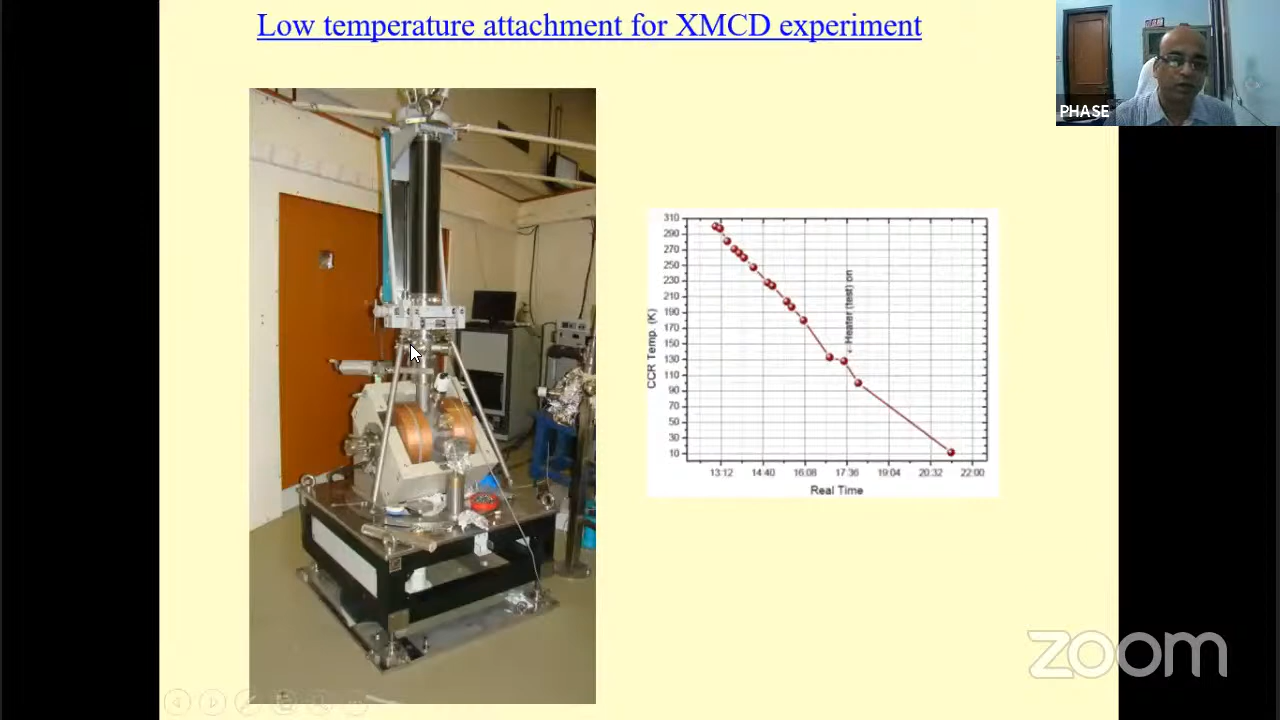 Low temperature attachment for XMCD experiment
PHASE
310
290
270
250
230
210
190
170
150
130
110
90
70
50
30
10
CCR Temp. (K)
← Heater (test) on
13:12 14:40 16:08 17:36 19:04 20:32 22:00
Real Time
zoom